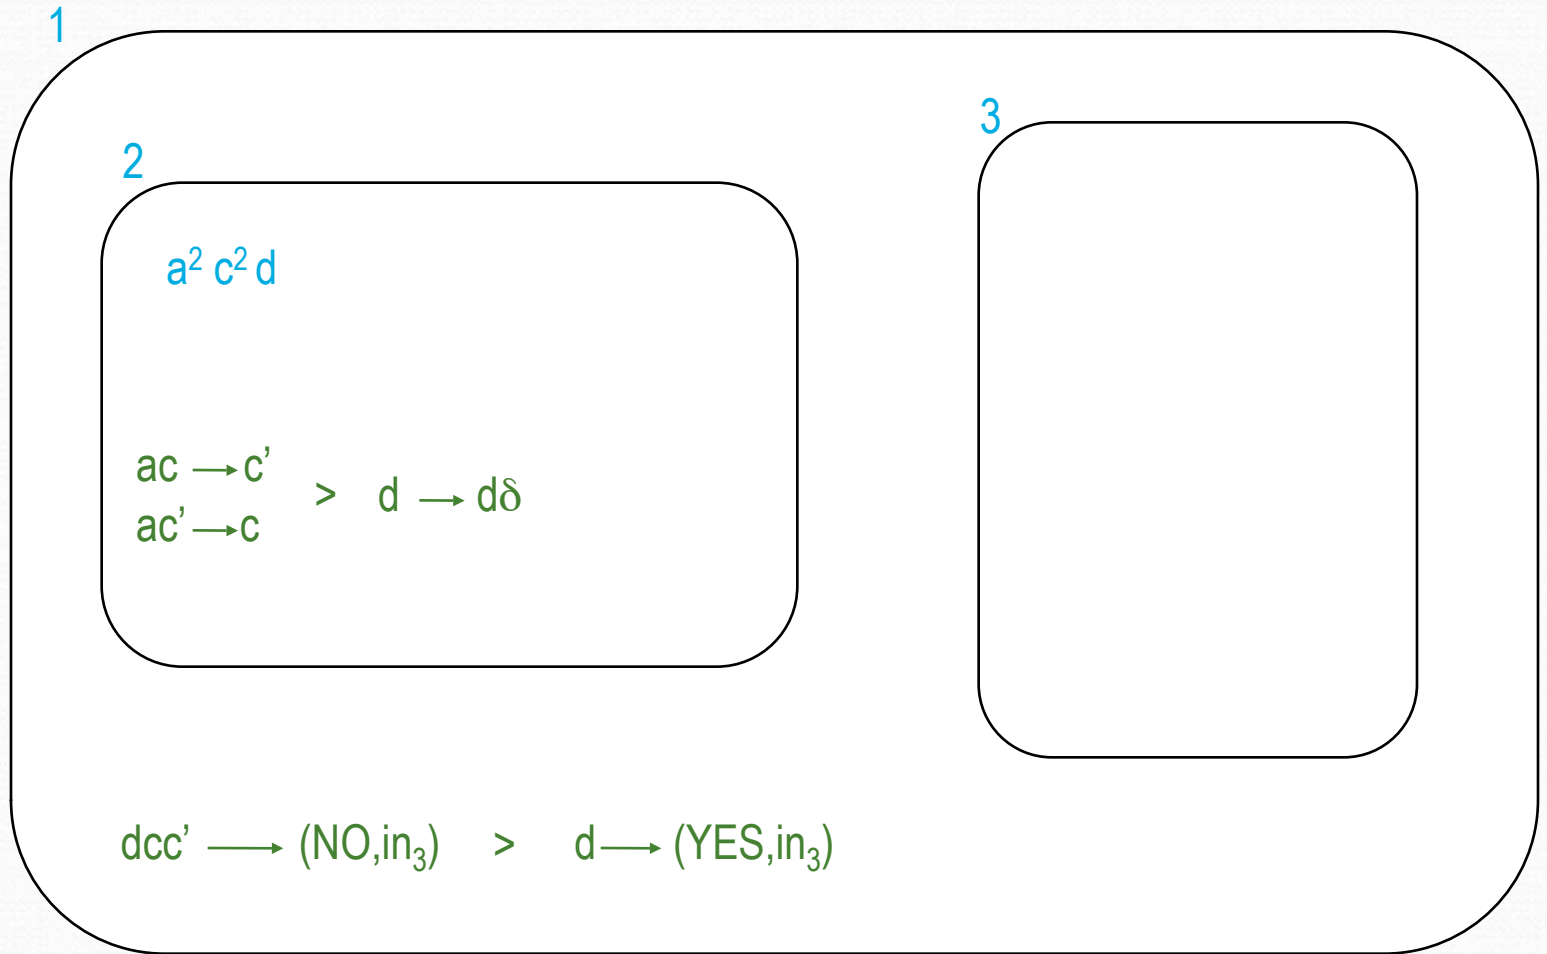 1
3
2
a² c² d
ac → c’
ac’ → c
> d → dδ
dcc’ → (NO,in₃) > d → (YES,in₃)